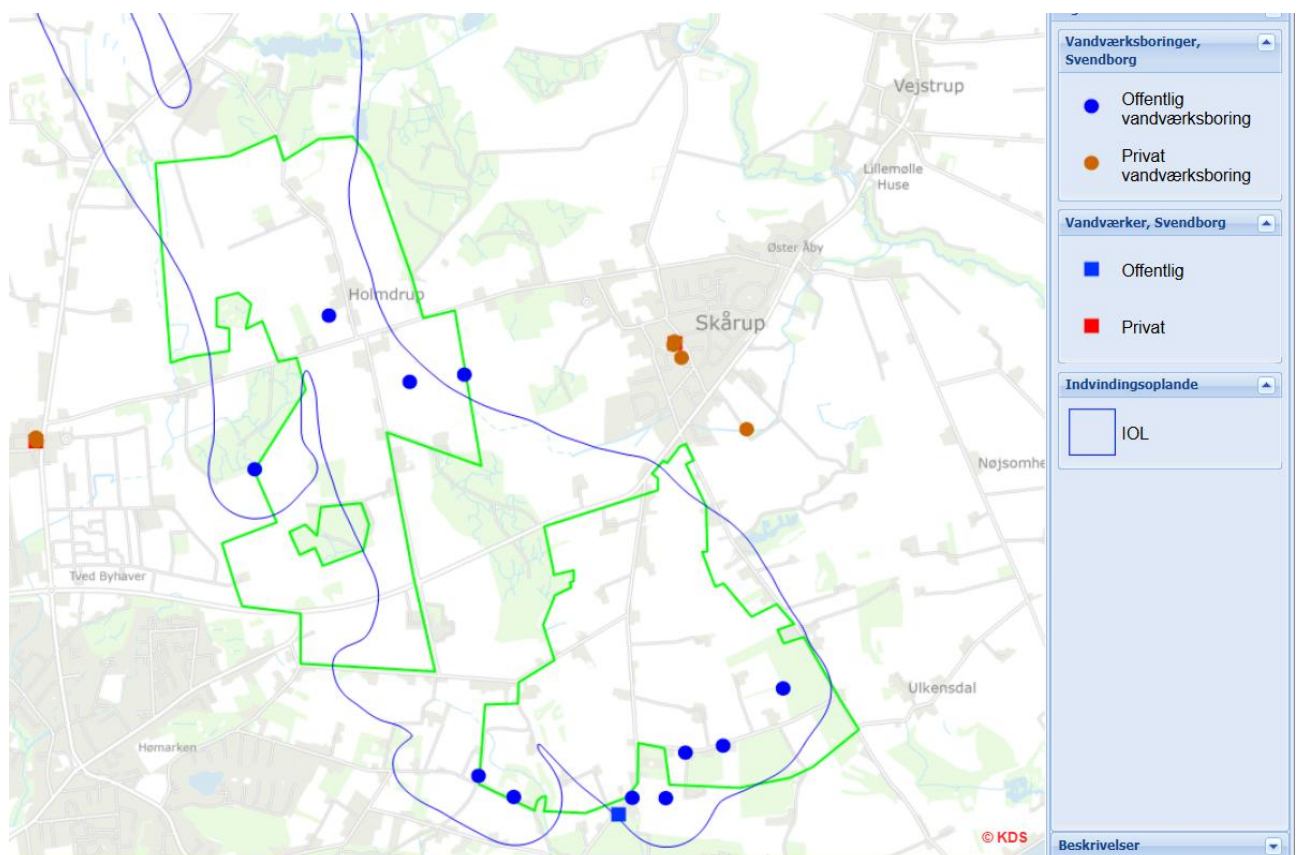 Vejstrup
Lillemølle
Huse
Øster Åby
Holmdrup
Skårup
Nøjsomhe
Tved Byhaver
Ulkensdal
Hømarken
© KDS
Vandværksboringer,
Svendborg
Offentlig
vandværksboring
Privat
vandværksboring
Vandværker, Svendborg
Offentlig
Privat
Indvindingsoplande
IOL
Beskrivelser